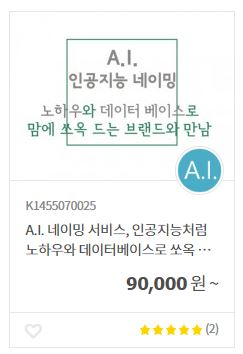 A.I.
인공지능 네이밍
노하우와 데이터 베이스로
맘에 쏘옥 드는 브랜드와 만남
A.I.
K1455070025
A.I. 네이밍 서비스, 인공지능처럼
노하우와 데이터베이스로 쏘옥 …
90,000 원 ~
(2)